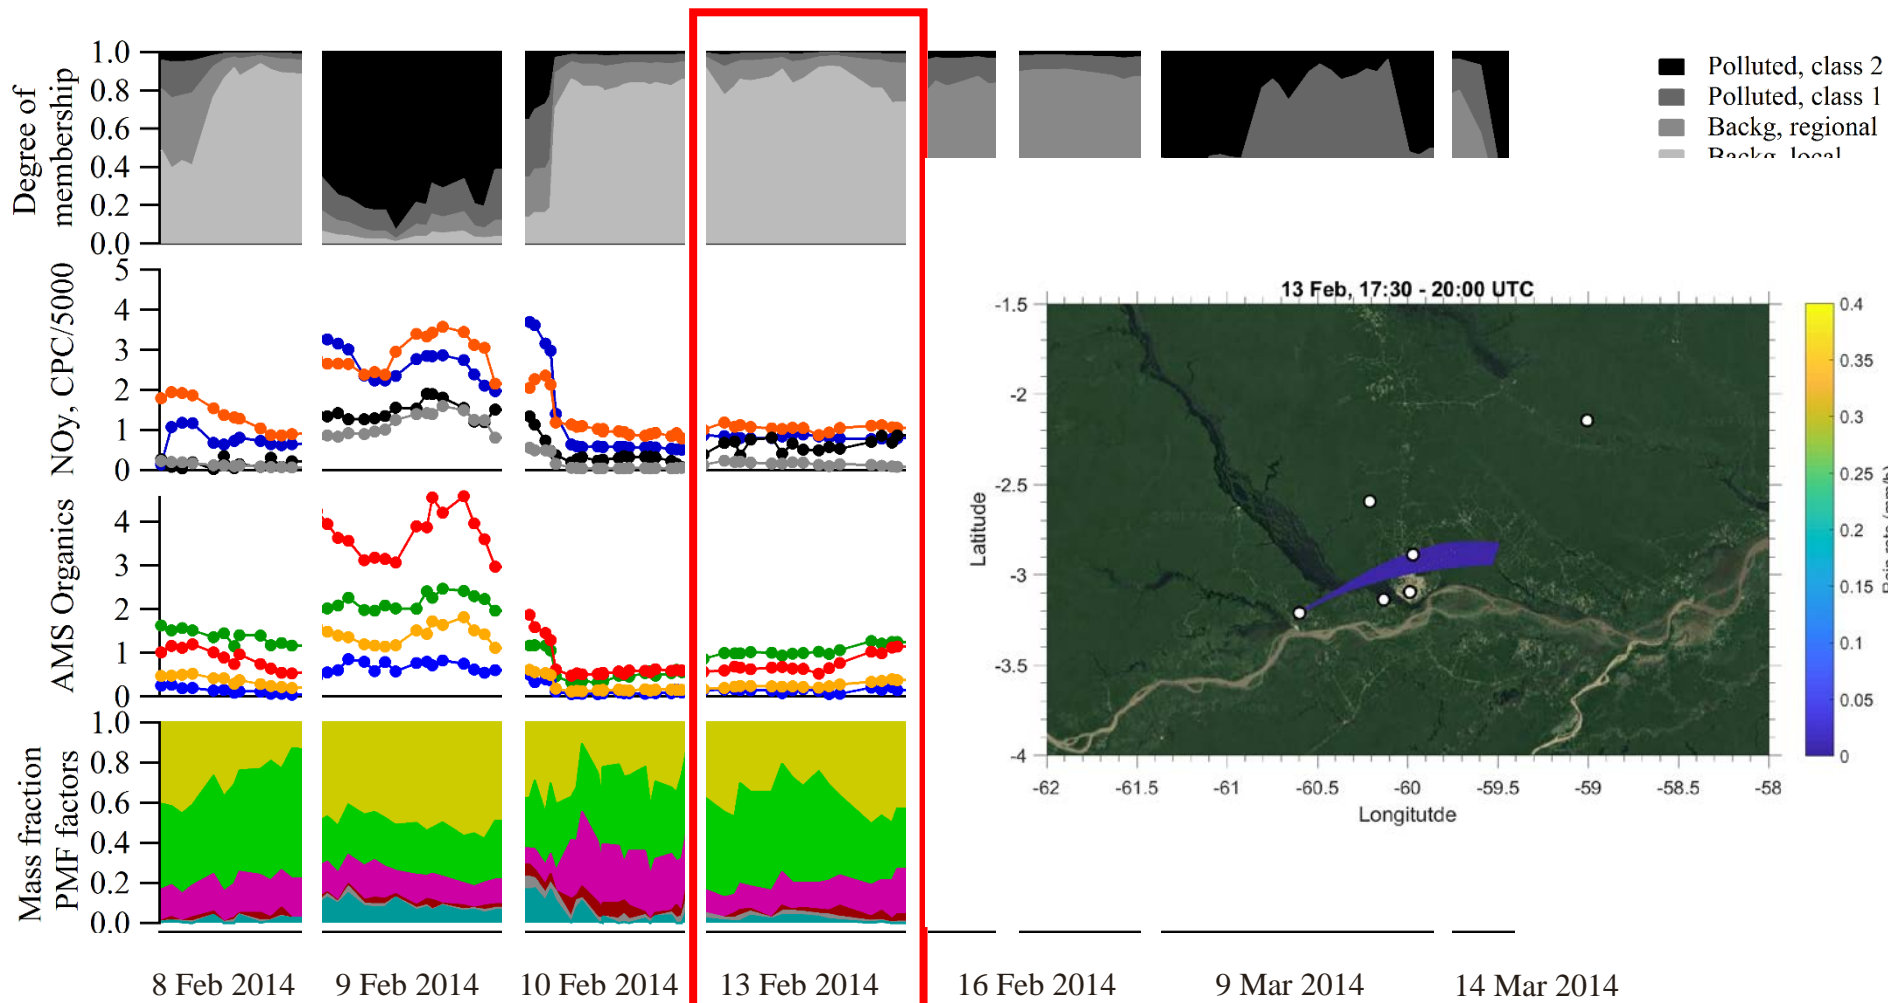 Degree of
membership
1.0
0.8
0.6
0.4
0.2
0.0
Polluted, class 2
Polluted, class 1
Backg, regional
Backg, local
NOy, CPC/5000
5
4
3
2
1
0
AMS Organics
4
3
2
1
0
Mass fraction
PMF factors
1.0
0.8
0.6
0.4
0.2
0.0
8 Feb 2014
9 Feb 2014
10 Feb 2014
13 Feb 2014
16 Feb 2014
9 Mar 2014
14 Mar 2014
13 Feb, 17:30 - 20:00 UTC
Latitude
-1.5
-2
-2.5
-3
-3.5
-4
-62
-61.5
-61
-60.5
-60
-59.5
-59
-58.5
-58
Longitutde
0.4
0.35
0.3
0.25
0.2
0.15
0.1
0.05
0
Rain rate (mm/h)